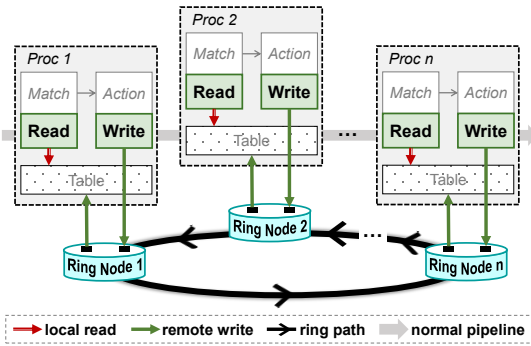 Proc 1
Match
Action
Read
Write
Table
Proc 2
Match
Action
Read
Write
Table
...
Proc n
Match
Action
Read
Write
Table
Ring Node 1
Ring Node 2
...
Ring Node n
local read
remote write
ring path
normal pipeline